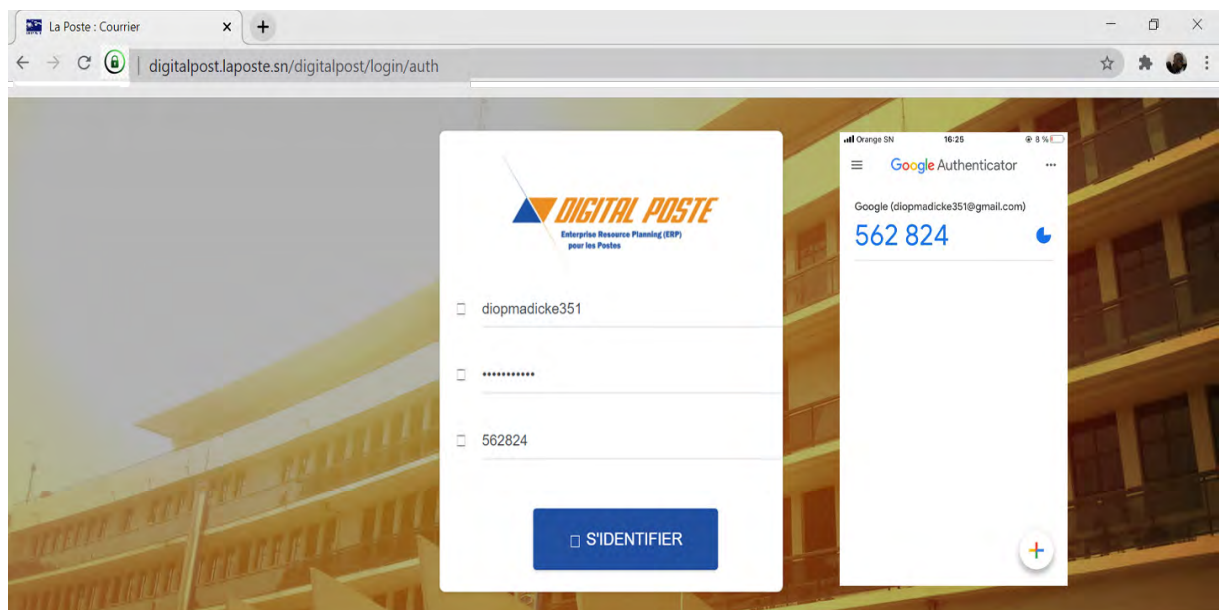 La Poste : Courrier
digitalpost.laposte.sn/digitalpost/login/auth
DIGITAL POSTE
Enterprise Resource Planning (ERP)
pour les Postes
diopmadicke351
•••••••••••
562824
S'IDENTIFIER
Orange SN 16:25 8 %
Google Authenticator
Google (diopmadicke351@gmail.com)
562 824